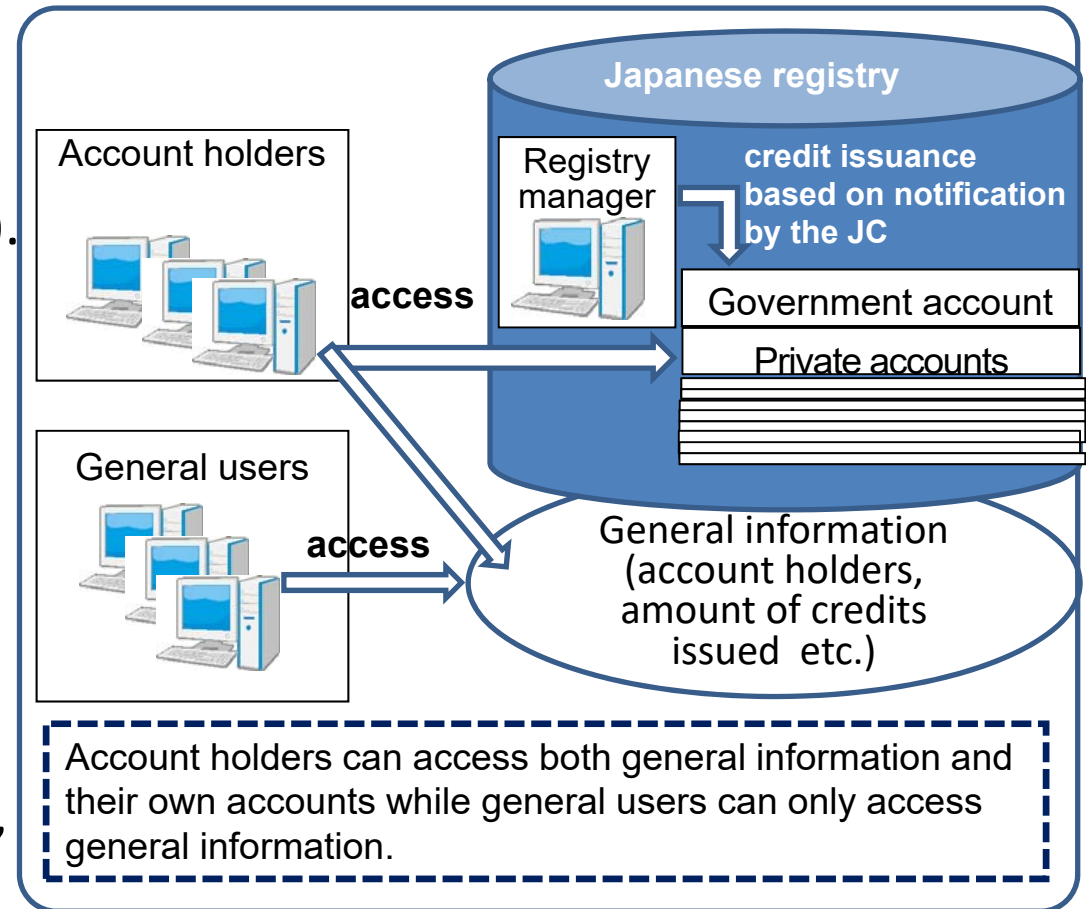 Japanese registry
Account holders
Registry
manager
credit issuance
based on notification
by the JC
).
access
Government account
Private accounts
General users
access
General information
(account holders,
amount of credits
issued etc.)
Account holders can access both general information and
their own accounts while general users can only access
general information.
,